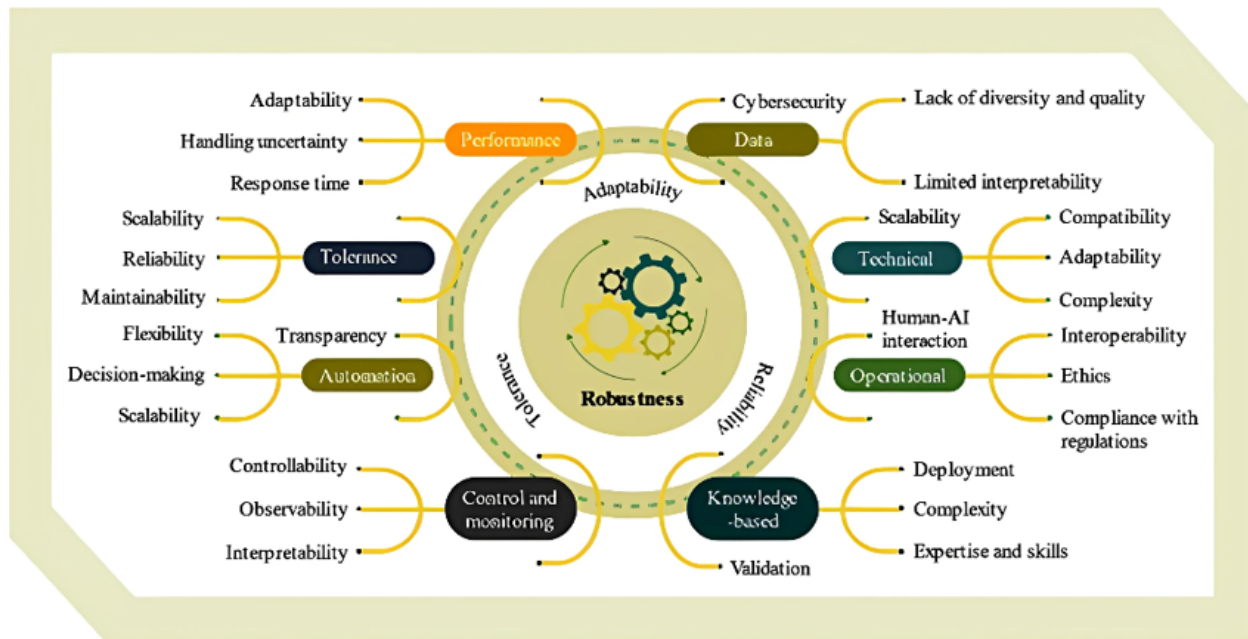 Adaptability
Handling uncertainty
Response time
Performance
Cybersecurity
Data
Lack of diversity and quality
Limited interpretability
Scalability
Reliability
Maintainability
Tolerance
Scalability
Technical
Compatibility
Adaptability
Complexity
Flexibility
Decision-making
Scalability
Transparency
Automation
Human-AI
interaction
Operational
Interoperability
Ethics
Compliance with
regulations
Controllability
Observability
Interpretability
Control and
monitoring
Knowledge
-based
Validation
Deployment
Complexity
Expertise and skills
Adaptability
Tolerance
Reliability
Robustness